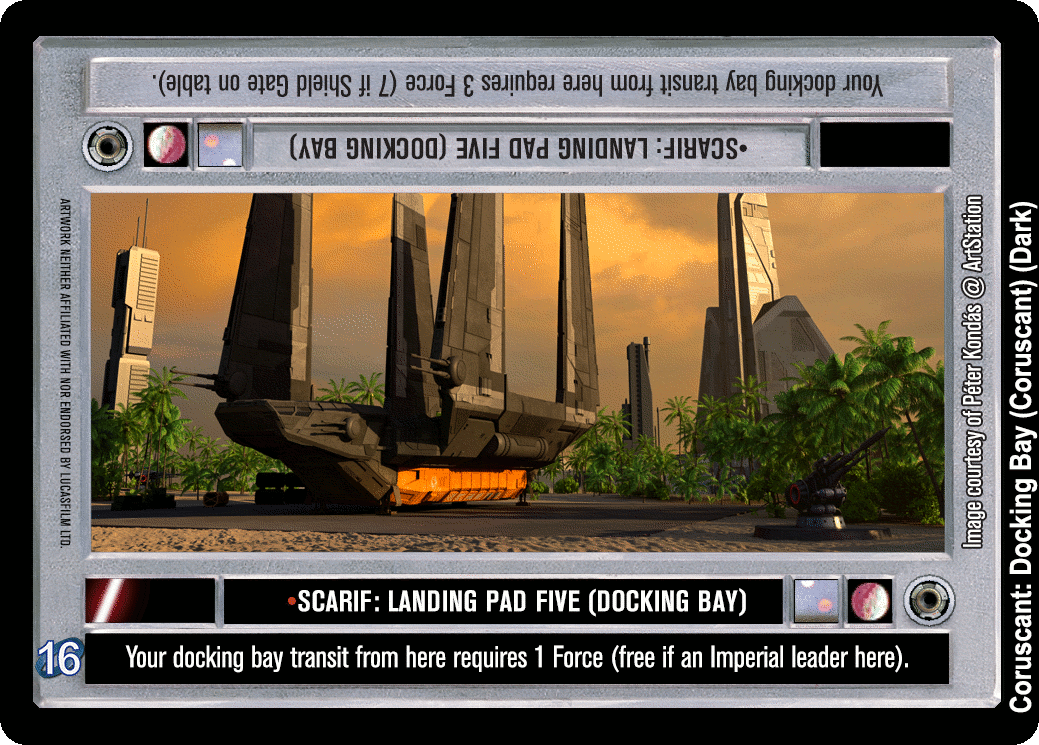 Your docking bay transit from here requires 3 Force (7 if Shield Gate on table).
•SCARIF: LANDING PAD FIVE (DOCKING BAY)
ARTWORK NEITHER AFFILIATED WITH NOR ENDORSED BY LUCASFILM LTD.
Image courtesy of Péter Kondás @ ArtStation
Coruscant: Docking Bay (Coruscant) (Dark)
•SCARIF: LANDING PAD FIVE (DOCKING BAY)
16
Your docking bay transit from here requires 1 Force (free if an Imperial leader here).